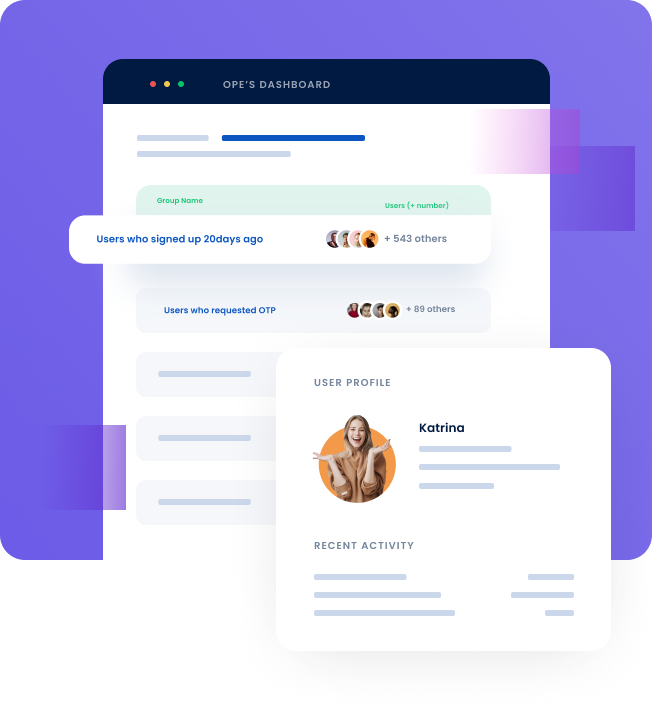 OPE'S DASHBOARD
Group Name
Users (+ number)
Users who signed up 20days ago
+ 543 others
Users who requested OTP
+ 89 others
USER PROFILE
Katrina
RECENT ACTIVITY